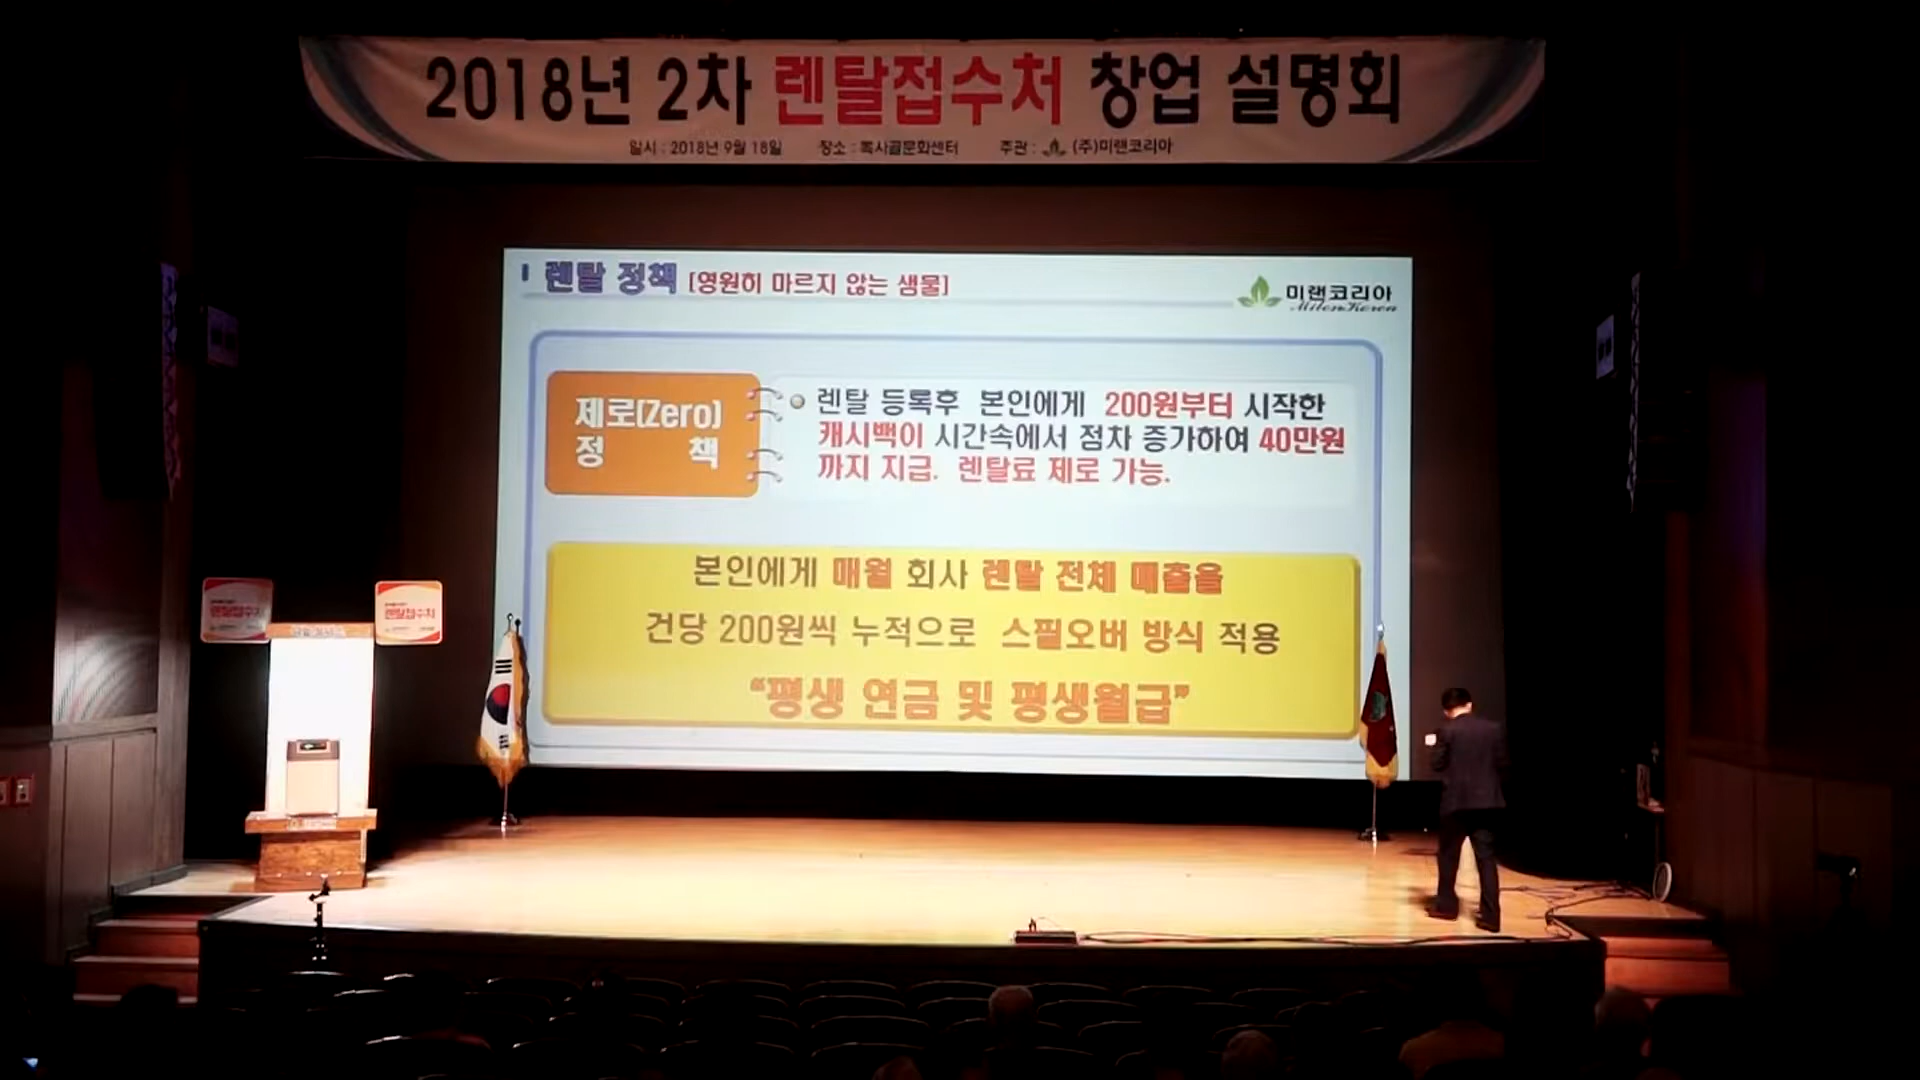 2018년 2차 렌탈접수처 창업 설명회
일시 : 2018년 9월 18일 장소 : 복사골문화센터 주관 : (주)미랜코리아
렌탈 정책 [영원히 마르지 않는 샘물]
미랜코리아
MilenKorea
제로(Zero)
정 책
렌탈 등록후 본인에게 200원부터 시작한
캐시백이 시간속에서 점차 증가하여 40만원
까지 지급. 렌탈료 제로 가능.
본인에게 매월 회사 렌탈 전체 매출을
건당 200원씩 누적으로 스필오버 방식 적용
“평생 연금 및 평생월급”
렌탈접수처
렌탈접수처